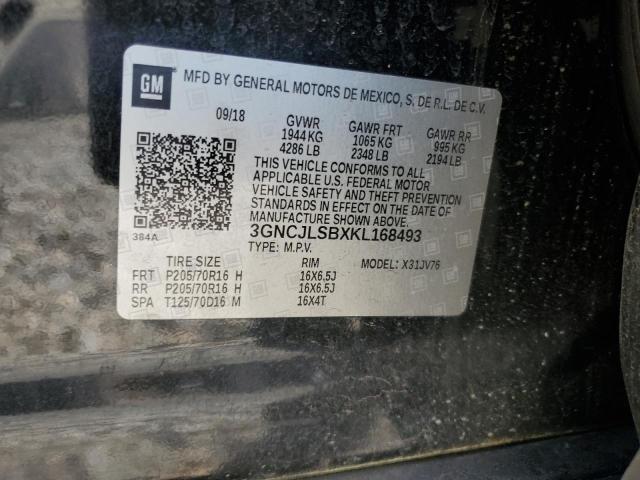 GM
MFD BY GENERAL MOTORS DE MEXICO, S. DE R.L. DE C.V.
09/18 GVWR GAWR FRT GAWR RR
1944 KG 1065 KG 995 KG
4286 LB 2348 LB 2194 LB
THIS VEHICLE CONFORMS TO ALL
APPLICABLE U.S. FEDERAL MOTOR
VEHICLE SAFETY AND THEFT PREVENTION
STANDARDS IN EFFECT ON THE DATE OF
MANUFACTURE SHOWN ABOVE.
384A 3GNCJLSBXKL168493
TYPE: M.P.V.
TIRE SIZE RIM MODEL: X31JV76
FRT P205/70R16 H 16X6.5J
RR P205/70R16 H 16X6.5J
SPA T125/70D16 M 16X4T